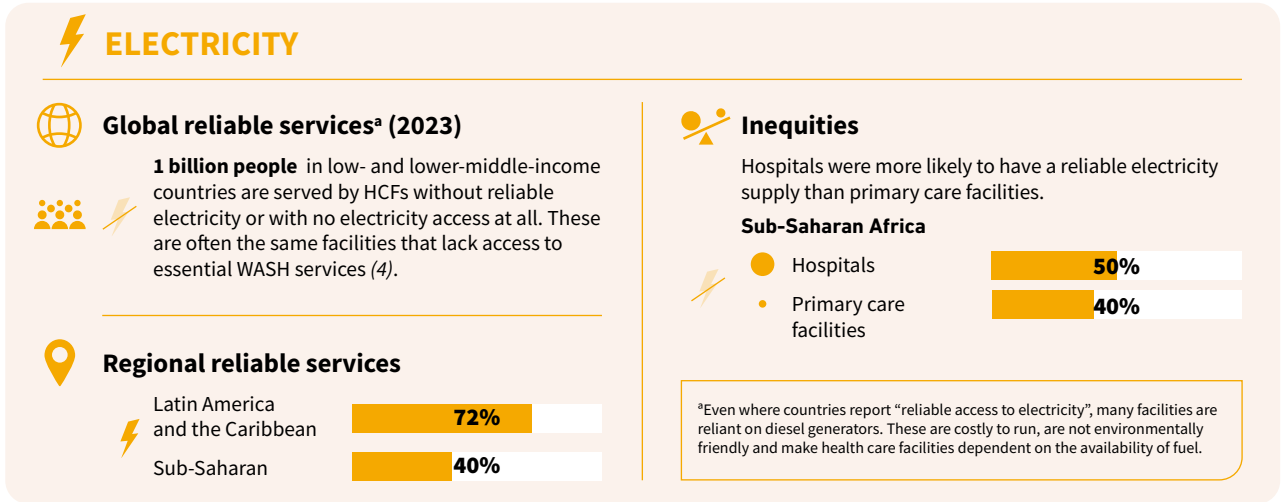 ELECTRICITY
Global reliable servicesᵃ (2023)
1 billion people in low- and lower-middle-income
countries are served by HCFs without reliable
electricity or with no electricity access at all. These
are often the same facilities that lack access to
essential WASH services (4).
Regional reliable services
Latin America
and the Caribbean
72%
Sub-Saharan
40%
Inequities
Hospitals were more likely to have a reliable electricity
supply than primary care facilities.
Sub-Saharan Africa
Hospitals
50%
Primary care
facilities
40%
ᵃEven where countries report “reliable access to electricity”, many facilities are
reliant on diesel generators. These are costly to run, are not environmentally
friendly and make health care facilities dependent on the availability of fuel.